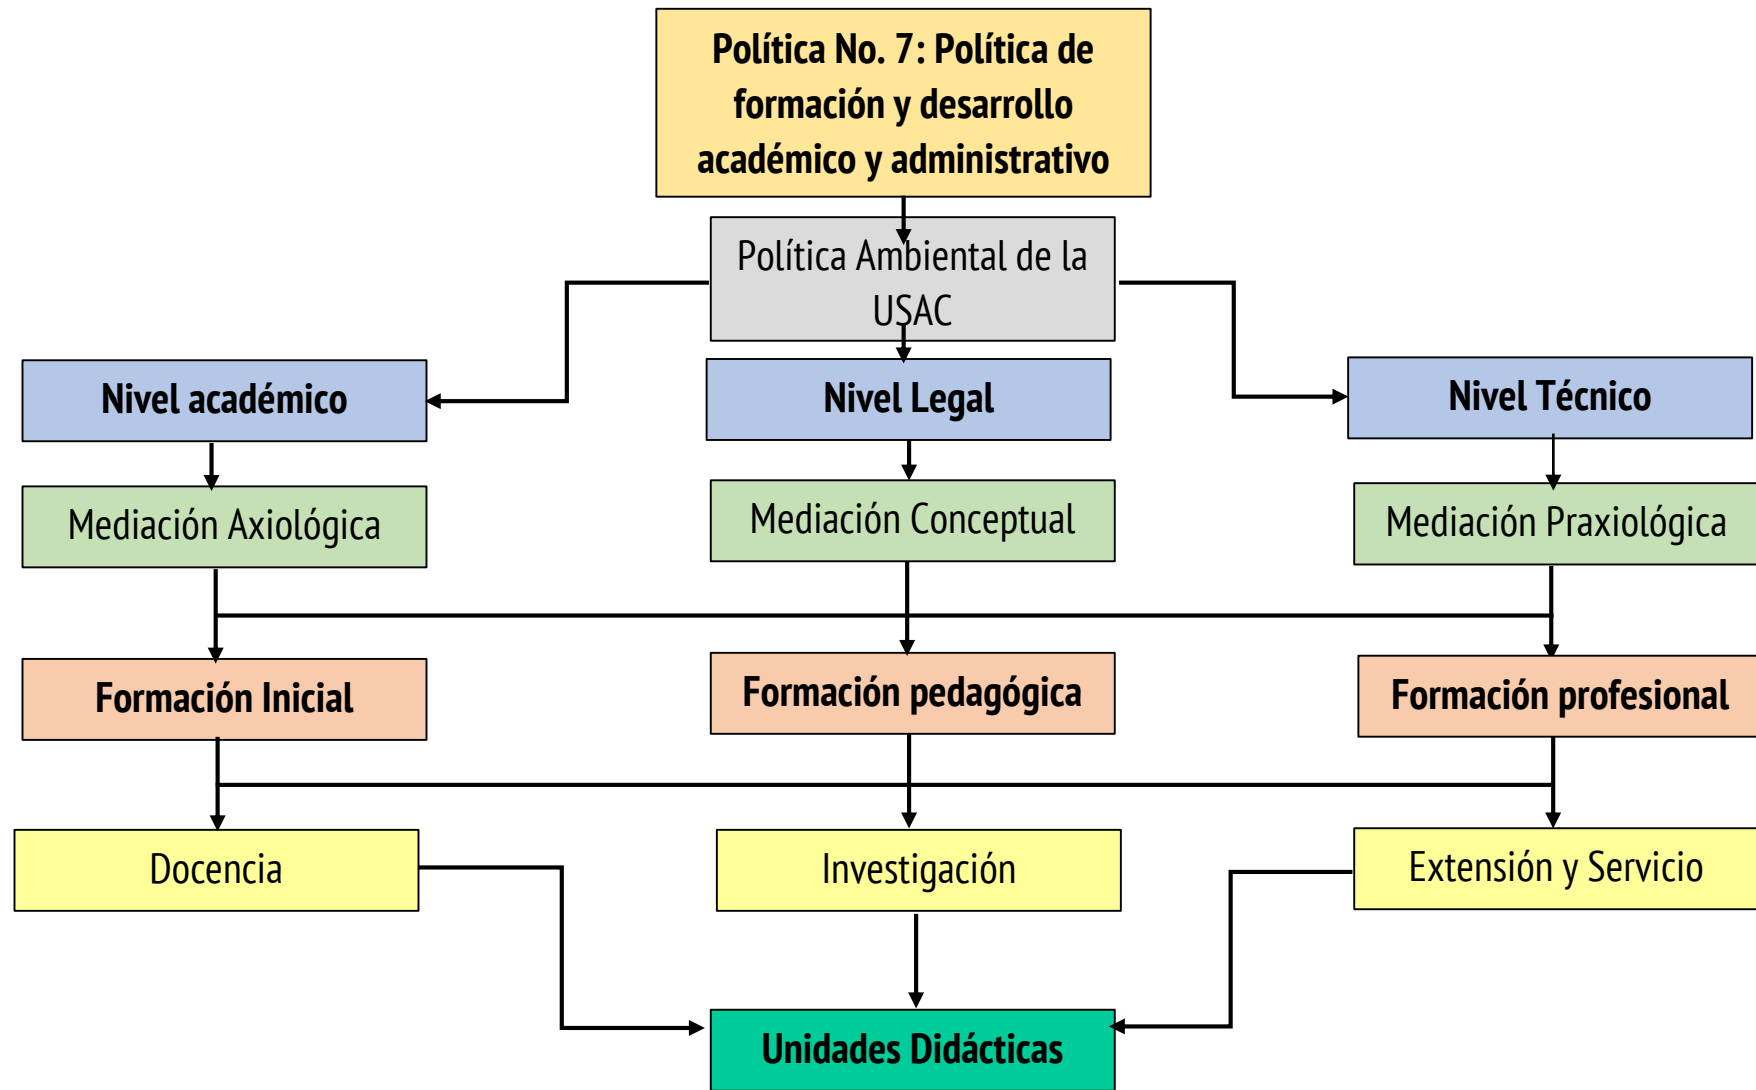 Política No. 7: Política de
formación y desarrollo
académico y administrativo
Política Ambiental de la
USAC
Nivel académico
Nivel Legal
Nivel Técnico
Mediación Axiológica
Mediación Conceptual
Mediación Praxiológica
Formación Inicial
Formación pedagógica
Formación profesional
Docencia
Investigación
Extensión y Servicio
Unidades Didácticas